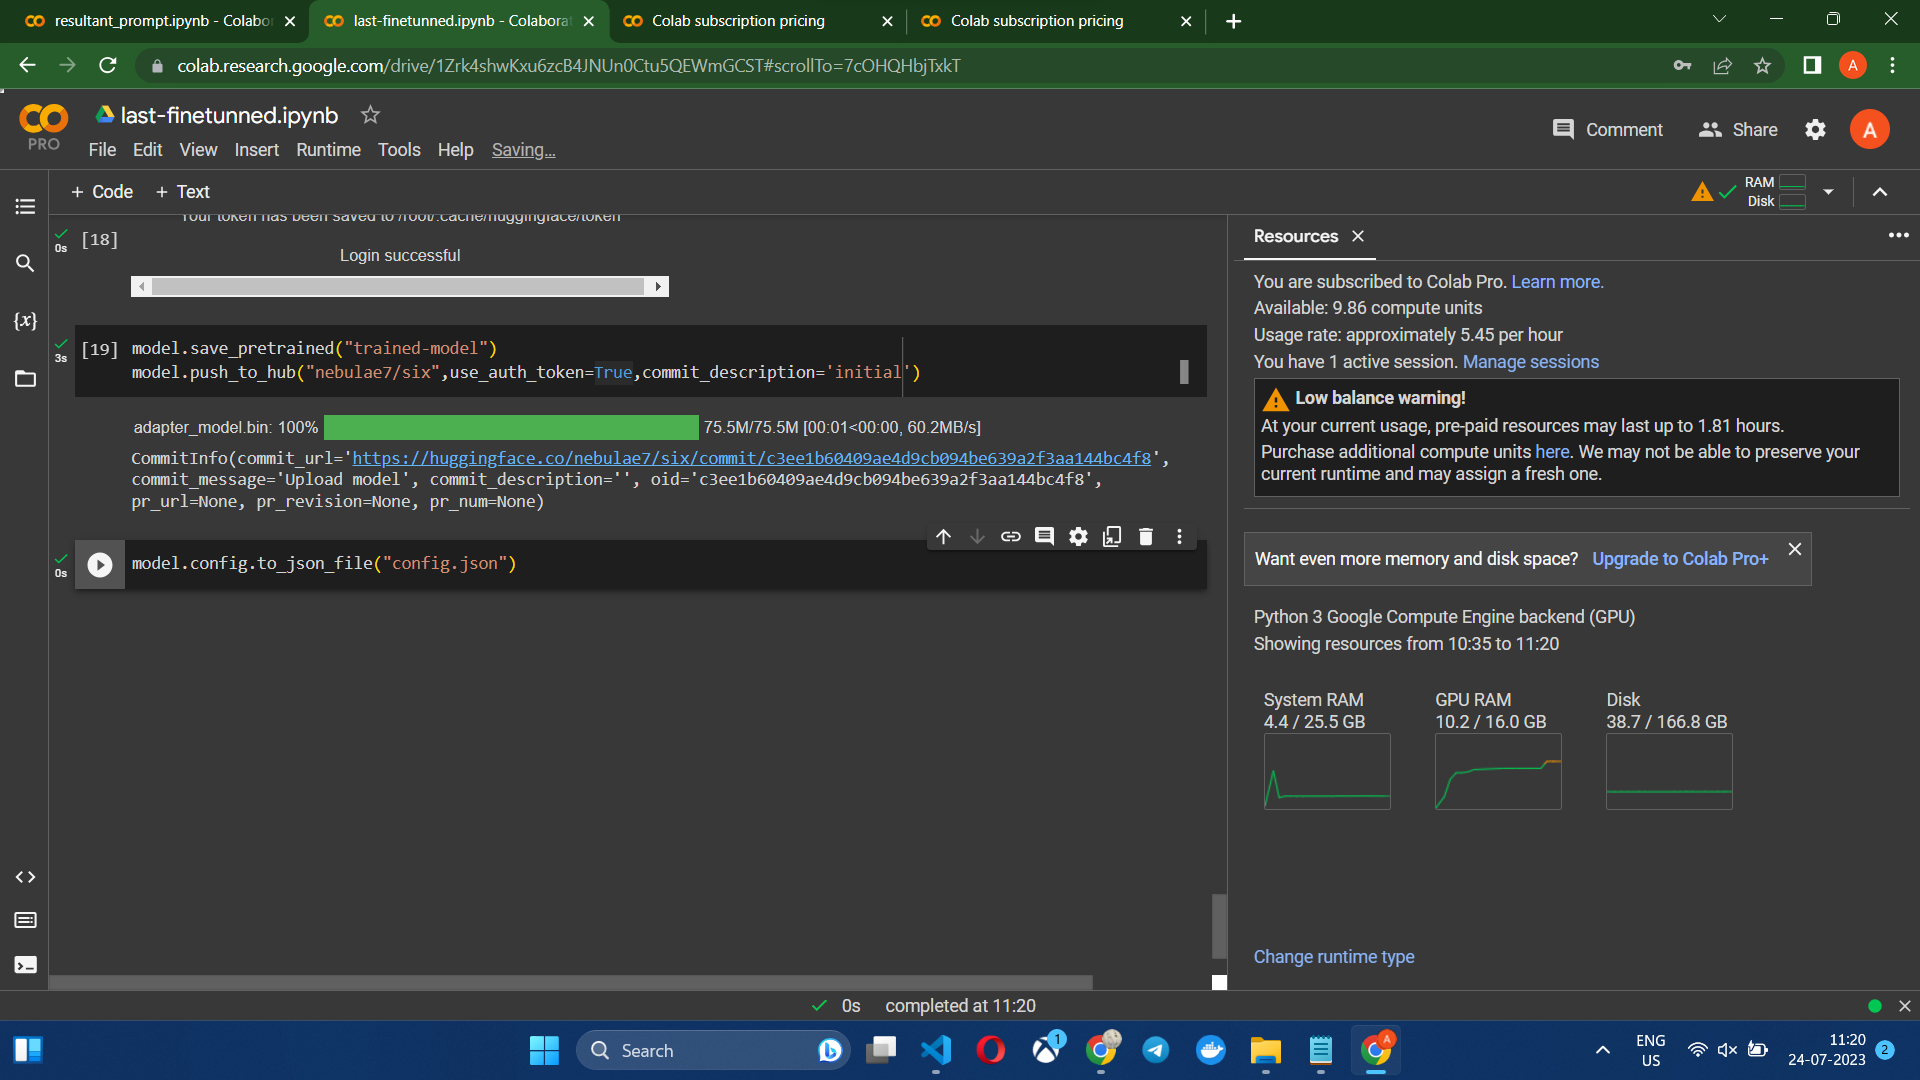 resultant_prompt.ipynb - Colabor
last-finetunned.ipynb - Colaborat
Colab subscription pricing
Colab subscription pricing
colab.research.google.com/drive/1Zrk4shwKxu6zcB4JNUn0Ctu5QEWmGCST#scrollTo=7cOHQHbjTxkT
A
PRO
last-finetunned.ipynb
File Edit View Insert Runtime Tools Help Saving...
Comment
Share
A
+ Code + Text
RAM
Disk
Your token has been saved to /root/.cache/huggingface/token
0s
[18]
Login successful
3s
[19]
model.save_pretrained("trained-model")
model.push_to_hub("nebulae7/six",use_auth_token=True,commit_description='initial')
adapter_model.bin: 100% 75.5M/75.5M [00:01<00:00, 60.2MB/s]
CommitInfo(commit_url='https://huggingface.co/nebulae7/six/commit/c3ee1b60409ae4d9cb094be639a2f3aa144bc4f8',
commit_message='Upload model', commit_description='', oid='c3ee1b60409ae4d9cb094be639a2f3aa144bc4f8',
pr_url=None, pr_revision=None, pr_num=None)
0s
model.config.to_json_file("config.json")
Resources
You are subscribed to Colab Pro. Learn more.
Available: 9.86 compute units
Usage rate: approximately 5.45 per hour
You have 1 active session. Manage sessions
Low balance warning!
At your current usage, pre-paid resources may last up to 1.81 hours.
Purchase additional compute units here. We may not be able to preserve your
current runtime and may assign a fresh one.
Want even more memory and disk space? Upgrade to Colab Pro+
Python 3 Google Compute Engine backend (GPU)
Showing resources from 10:35 to 11:20
System RAM
4.4 / 25.5 GB
GPU RAM
10.2 / 16.0 GB
Disk
38.7 / 166.8 GB
Change runtime type
0s completed at 11:20
Search
1
A
ENG
US
11:20
24-07-2023
2